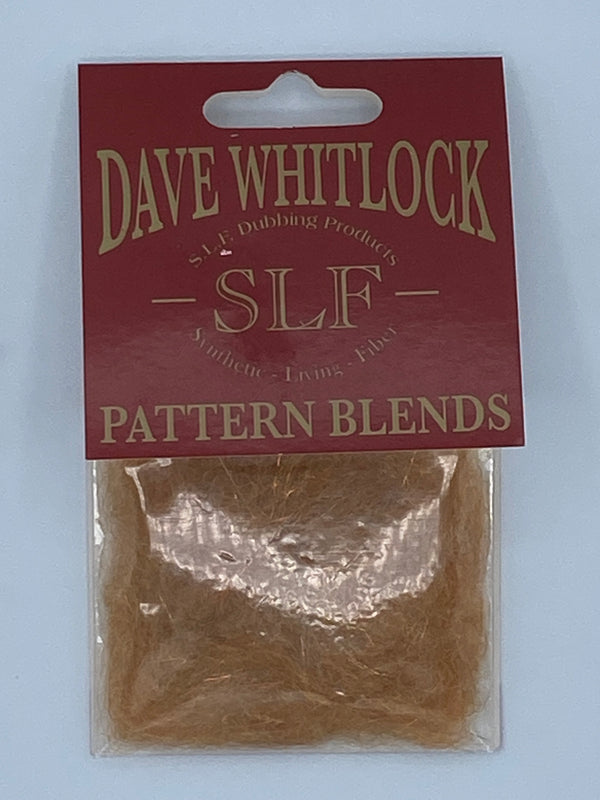 DAVE WHITLOCK
S.L.F. Dubbing Products
SLF
Synthetic - Living - Fiber
PATTERN BLENDS